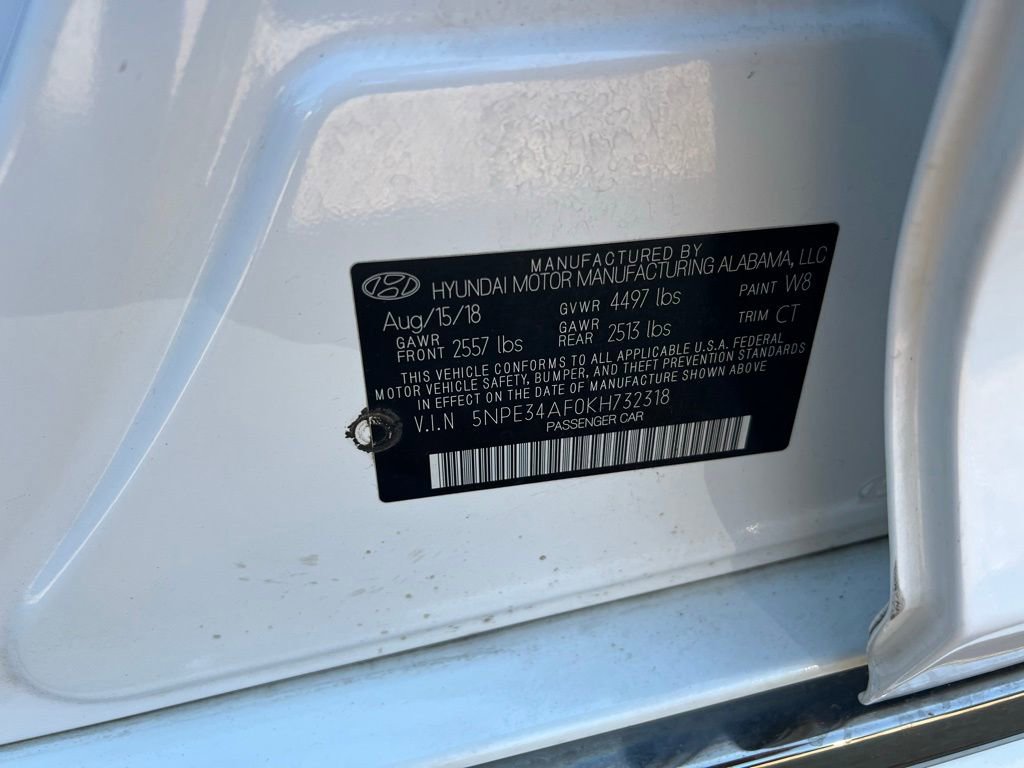 MANUFACTURED BY
HYUNDAI MOTOR MANUFACTURING ALABAMA, LLC
Aug/15/18 GVWR 4497 lbs PAINT W8
GAWR FRONT 2557 lbs GAWR REAR 2513 lbs TRIM CT
THIS VEHICLE CONFORMS TO ALL APPLICABLE U.S.A. FEDERAL
MOTOR VEHICLE SAFETY, BUMPER, AND THEFT PREVENTION STANDARDS
IN EFFECT ON THE DATE OF MANUFACTURE SHOWN ABOVE
V.I.N 5NPE34AF0KH732318
PASSENGER CAR